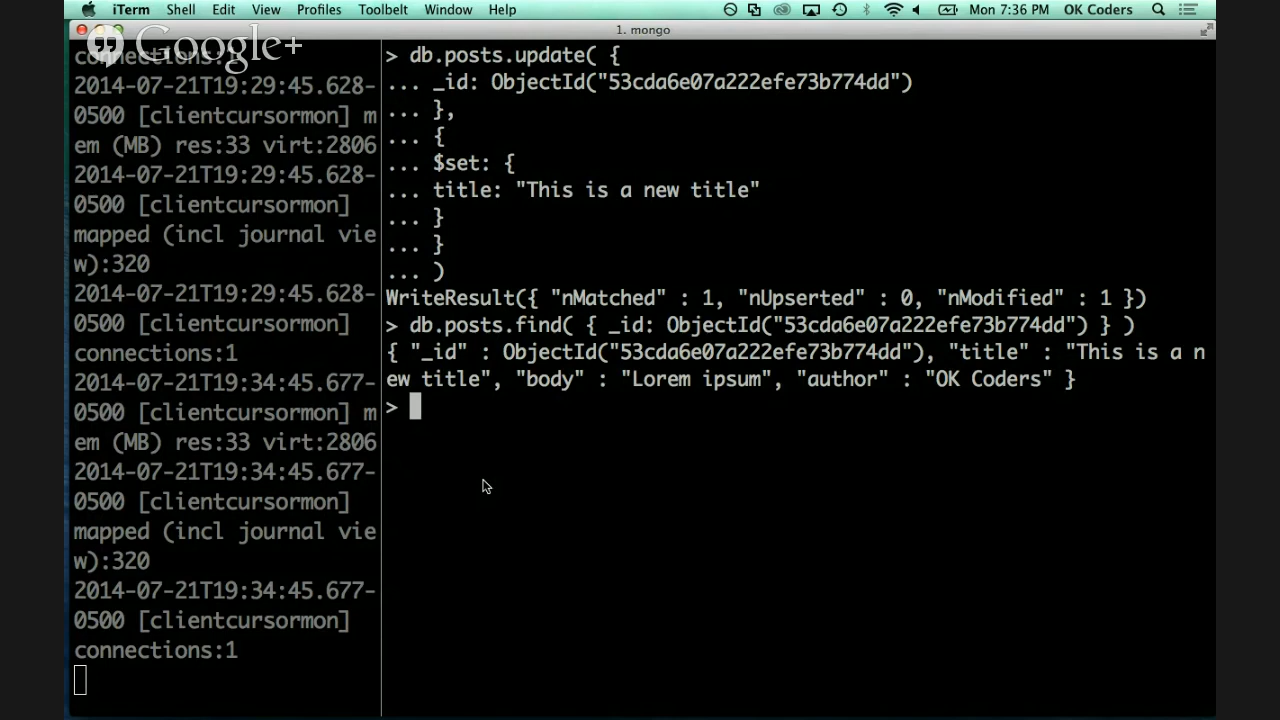 iTerm Shell Edit View Profiles Toolbelt Window Help Mon 7:36 PM OK Coders
1. mongo
Google+
connections:1
2014-07-21T19:29:45.628-
0500 [clientcursormon] m
em (MB) res:33 virt:2806
2014-07-21T19:29:45.628-
0500 [clientcursormon]
mapped (incl journal vie
w):320
2014-07-21T19:29:45.628-
0500 [clientcursormon]
connections:1
2014-07-21T19:34:45.677-
0500 [clientcursormon] m
em (MB) res:33 virt:2806
2014-07-21T19:34:45.677-
0500 [clientcursormon]
mapped (incl journal vie
w):320
2014-07-21T19:34:45.677-
0500 [clientcursormon]
connections:1
> db.posts.update( {
... _id: ObjectId("53cda6e07a222efe73b774dd")
... },
... {
... $set: {
... title: "This is a new title"
... }
... }
... )
WriteResult({ "nMatched" : 1, "nUpserted" : 0, "nModified" : 1 })
> db.posts.find( { _id: ObjectId("53cda6e07a222efe73b774dd") } )
{ "_id" : ObjectId("53cda6e07a222efe73b774dd"), "title" : "This is a n
ew title", "body" : "Lorem ipsum", "author" : "OK Coders" }
>